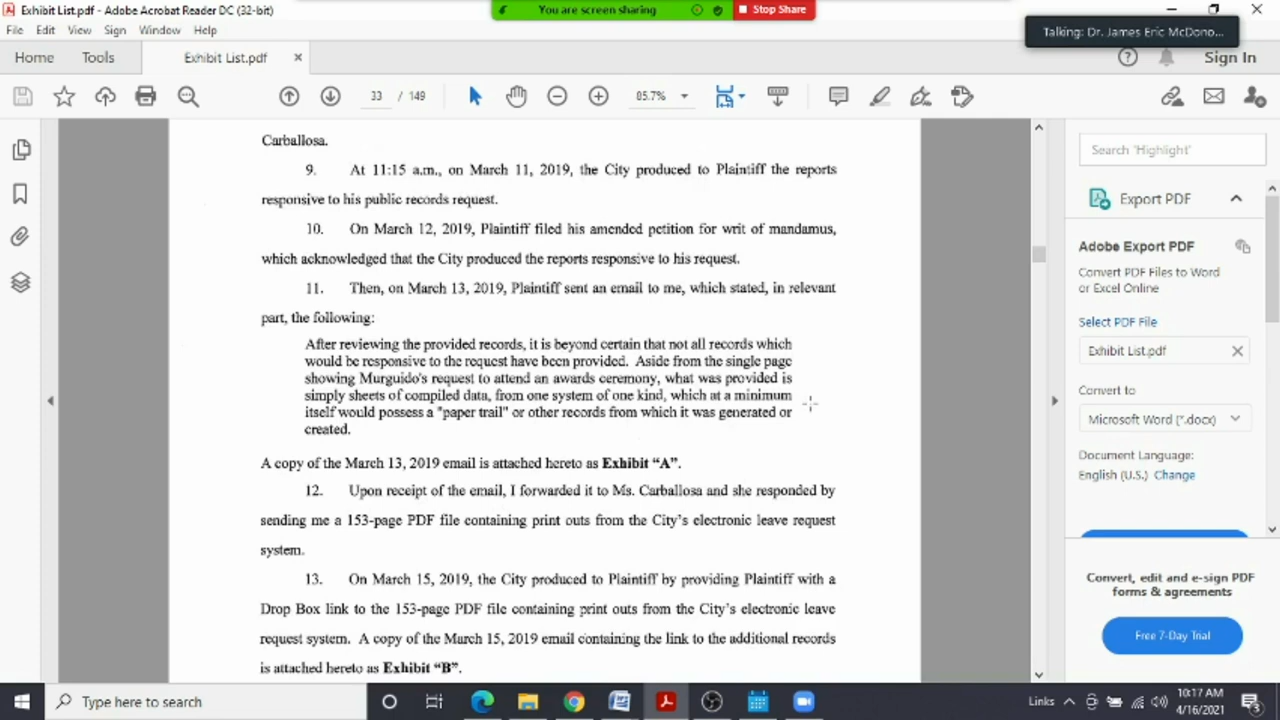 Exhibit List.pdf - Adobe Acrobat Reader DC (32-bit)
You are screen sharing
Stop Share
Talking: Dr. James Eric McDono...
File Edit View Sign Window Help
Home Tools Exhibit List.pdf × Sign In
33 / 149 85.7%
Carballosa.
9. At 11:15 a.m., on March 11, 2019, the City produced to Plaintiff the reports
responsive to his public records request.
10. On March 12, 2019, Plaintiff filed his amended petition for writ of mandamus,
which acknowledged that the City produced the reports responsive to his request.
11. Then, on March 13, 2019, Plaintiff sent an email to me, which stated, in relevant
part, the following:
After reviewing the provided records, it is beyond certain that not all records which
would be responsive to the request have been provided. Aside from the single page
showing Murguido's request to attend an awards ceremony, what was provided is
simply sheets of compiled data, from one system of one kind, which at a minimum
itself would possess a "paper trail" or other records from which it was generated or
created.
A copy of the March 13, 2019 email is attached hereto as Exhibit “A”.
12. Upon receipt of the email, I forwarded it to Ms. Carballosa and she responded by
sending me a 153-page PDF file containing print outs from the City’s electronic leave request
system.
13. On March 15, 2019, the City produced to Plaintiff by providing Plaintiff with a
Drop Box link to the 153-page PDF file containing print outs from the City’s electronic leave
request system. A copy of the March 15, 2019 email containing the link to the additional records
is attached hereto as Exhibit “B”.
Search 'Highlight'
Export PDF
Adobe Export PDF
Convert PDF Files to Word
or Excel Online
Select PDF File
Exhibit List.pdf
Convert to
Microsoft Word (*.docx)
Document Language:
English (U.S.) Change
Convert, edit and e-sign PDF
forms & agreements
Free 7-Day Trial
Type here to search
Links
10:17 AM
4/16/2021
3